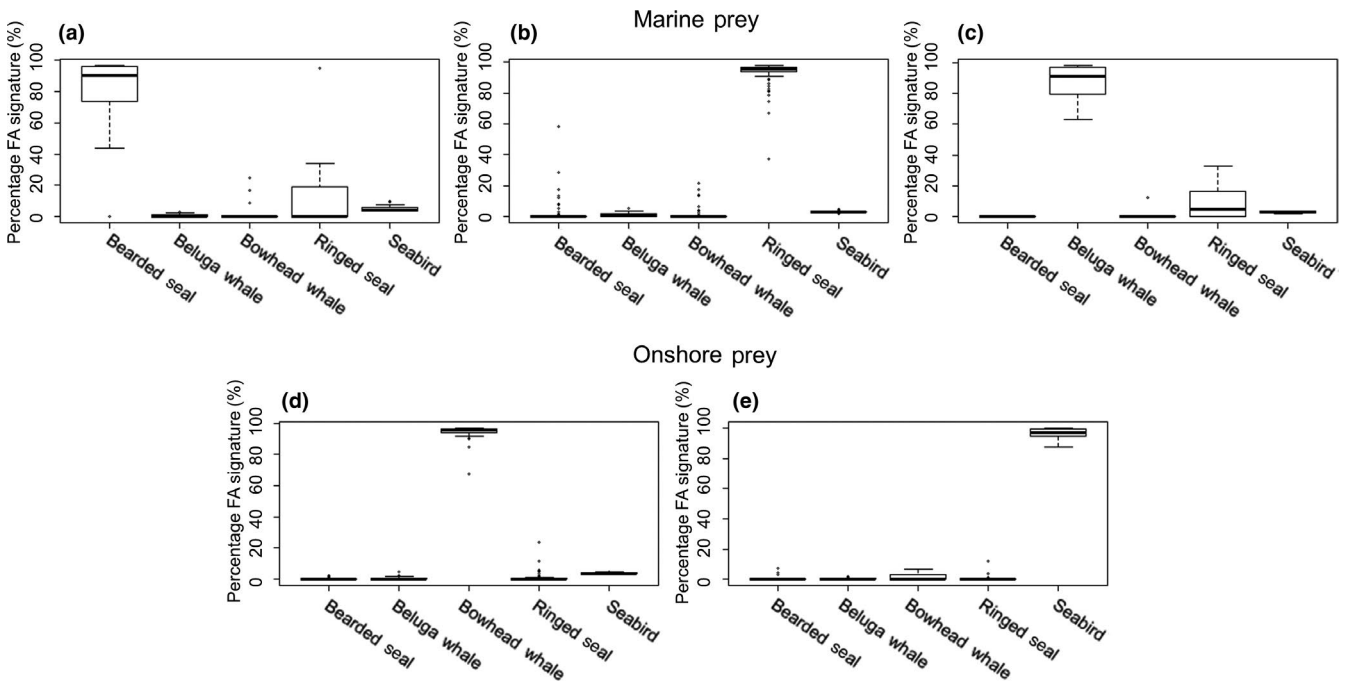 Marine prey
(a)
Percentage FA signature (%)
0 20 40 60 80 100
Bearded seal
Beluga whale
Bowhead whale
Ringed seal
Seabird
(b)
Percentage FA signature (%)
0 20 40 60 80 100
Bearded seal
Beluga whale
Bowhead whale
Ringed seal
Seabird
(c)
Percentage FA signature (%)
0 20 40 60 80 100
Bearded seal
Beluga whale
Bowhead whale
Ringed seal
Seabird
Onshore prey
(d)
Percentage FA signature (%)
0 20 40 60 80 100
Bearded seal
Beluga whale
Bowhead whale
Ringed seal
Seabird
(e)
Percentage FA signature (%)
0 20 40 60 80 100
Bearded seal
Beluga whale
Bowhead whale
Ringed seal
Seabird